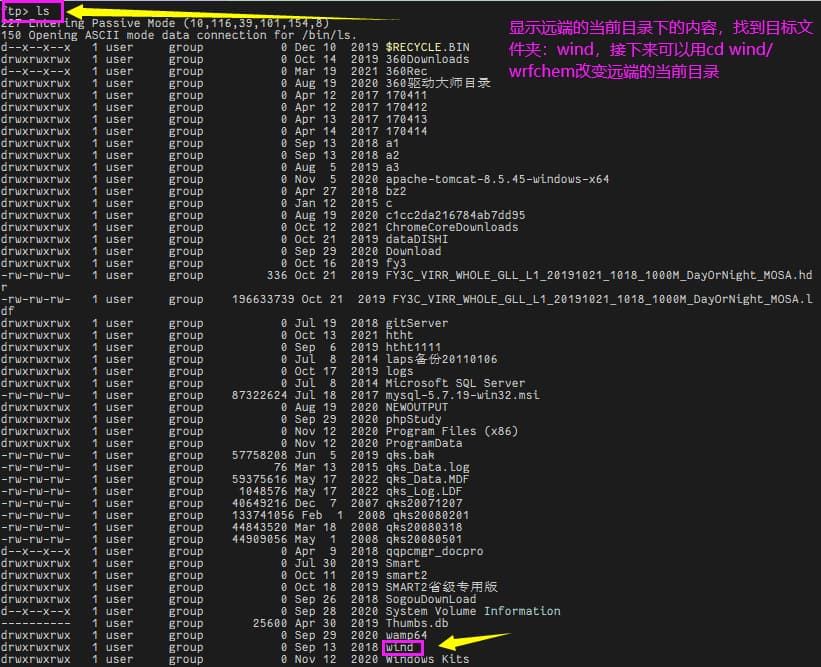 ftp> ls
227 Entering Passive Mode (10,116,39,101,154,8)
150 Opening ASCII mode data connection for /bin/ls.
显示远端的当前目录下的内容，找到目标文
件夹：wind，接下来可以用cd wind/
wrfchem改变远端的当前目录
d--x--x--x 1 user group 0 Dec 10 2019 $RECYCLE.BIN
drwxrwxrwx 1 user group 0 Oct 14 2019 360Downloads
d--x--x--x 1 user group 0 Mar 19 2021 360Rec
drwxrwxrwx 1 user group 0 Aug 19 2020 360驱动大师目录
drwxrwxrwx 1 user group 0 Apr 12 2017 170411
drwxrwxrwx 1 user group 0 Apr 12 2017 170412
drwxrwxrwx 1 user group 0 Apr 13 2017 170413
drwxrwxrwx 1 user group 0 Apr 14 2017 170414
drwxrwxrwx 1 user group 0 Sep 13 2018 a1
drwxrwxrwx 1 user group 0 Sep 13 2018 a2
drwxrwxrwx 1 user group 0 Aug 5 2019 a3
drwxrwxrwx 1 user group 0 Nov 5 2020 apache-tomcat-8.5.45-windows-x64
drwxrwxrwx 1 user group 0 Apr 27 2018 bz2
drwxrwxrwx 1 user group 0 Jan 12 2015 c
drwxrwxrwx 1 user group 0 Aug 19 2020 c1cc2da216784ab7dd95
drwxrwxrwx 1 user group 0 Oct 12 2021 ChromeCoreDownloads
drwxrwxrwx 1 user group 0 Oct 21 2019 dataDISHI
drwxrwxrwx 1 user group 0 Sep 29 2020 Download
drwxrwxrwx 1 user group 0 Oct 16 2019 fy3
-rw-rw-rw- 1 user group 336 Oct 21 2019 FY3C_VIRR_WHOLE_GLL_L1_20191021_1018_1000M_DayOrNight_MOSA.hd
r
-rw-rw-rw- 1 user group 196633739 Oct 21 2019 FY3C_VIRR_WHOLE_GLL_L1_20191021_1018_1000M_DayOrNight_MOSA.l
df
drwxrwxrwx 1 user group 0 Jul 19 2018 gitServer
drwxrwxrwx 1 user group 0 Oct 13 2021 htht
drwxrwxrwx 1 user group 0 Sep 6 2019 htht1111
drwxrwxrwx 1 user group 0 Jul 8 2014 laps备份20110106
drwxrwxrwx 1 user group 0 Oct 17 2019 logs
drwxrwxrwx 1 user group 0 Jul 8 2014 Microsoft SQL Server
-rw-rw-rw- 1 user group 87322624 Jul 18 2017 mysql-5.7.19-win32.msi
drwxrwxrwx 1 user group 0 Aug 19 2020 NEWOUTPUT
drwxrwxrwx 1 user group 0 Sep 29 2020 phpStudy
drwxrwxrwx 1 user group 0 Nov 12 2020 Program Files (x86)
drwxrwxrwx 1 user group 0 Nov 12 2020 ProgramData
-rw-rw-rw- 1 user group 57758208 Jun 5 2019 qks.bak
-rw-rw-rw- 1 user group 76 Mar 13 2015 qks_Data.log
-rw-rw-rw- 1 user group 59375616 May 17 2022 qks_Data.MDF
-rw-rw-rw- 1 user group 1048576 May 17 2022 qks_Log.LDF
-rw-rw-rw- 1 user group 40649216 Dec 7 2007 qks20071207
-rw-rw-rw- 1 user group 133741056 Feb 1 2008 qks20080201
-rw-rw-rw- 1 user group 44843520 Mar 18 2008 qks20080318
-rw-rw-rw- 1 user group 44909056 May 1 2008 qks20080501
d--x--x--x 1 user group 0 Apr 9 2018 qqpcmgr_docpro
drwxrwxrwx 1 user group 0 Jul 30 2019 Smart
drwxrwxrwx 1 user group 0 Oct 11 2019 smart2
drwxrwxrwx 1 user group 0 Oct 18 2019 SMART2省级专用版
drwxrwxrwx 1 user group 0 Sep 26 2018 SogouDownLoad
d--x--x--x 1 user group 0 Sep 28 2020 System Volume Information
---------- 1 user group 25600 Apr 30 2019 Thumbs.db
drwxrwxrwx 1 user group 0 Sep 29 2020 wamp64
drwxrwxrwx 1 user group 0 Sep 13 2018 wind
drwxrwxrwx 1 user group 0 Nov 12 2020 Windows Kits